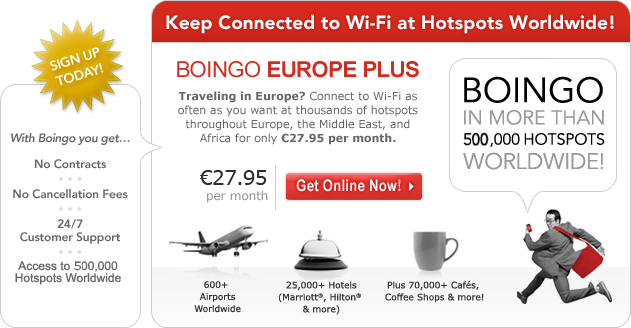 Keep Connected to Wi-Fi at Hotspots Worldwide!
SIGN UP
TODAY!
With Boingo you get...
No Contracts
No Cancellation Fees
24/7
Customer Support
Access to 500,000
Hotspots Worldwide
BOINGO EUROPE PLUS
Traveling in Europe? Connect to Wi-Fi as
often as you want at thousands of hotspots
throughout Europe, the Middle East, and
Africa for only €27.95 per month.
€27.95
per month
Get Online Now!
BOINGO
IN MORE THAN
500,000 HOTSPOTS
WORLDWIDE!
600+
Airports
Worldwide
25,000+ Hotels
(Marriott®, Hilton®
& more)
Plus 70,000+ Cafés,
Coffee Shops & more!